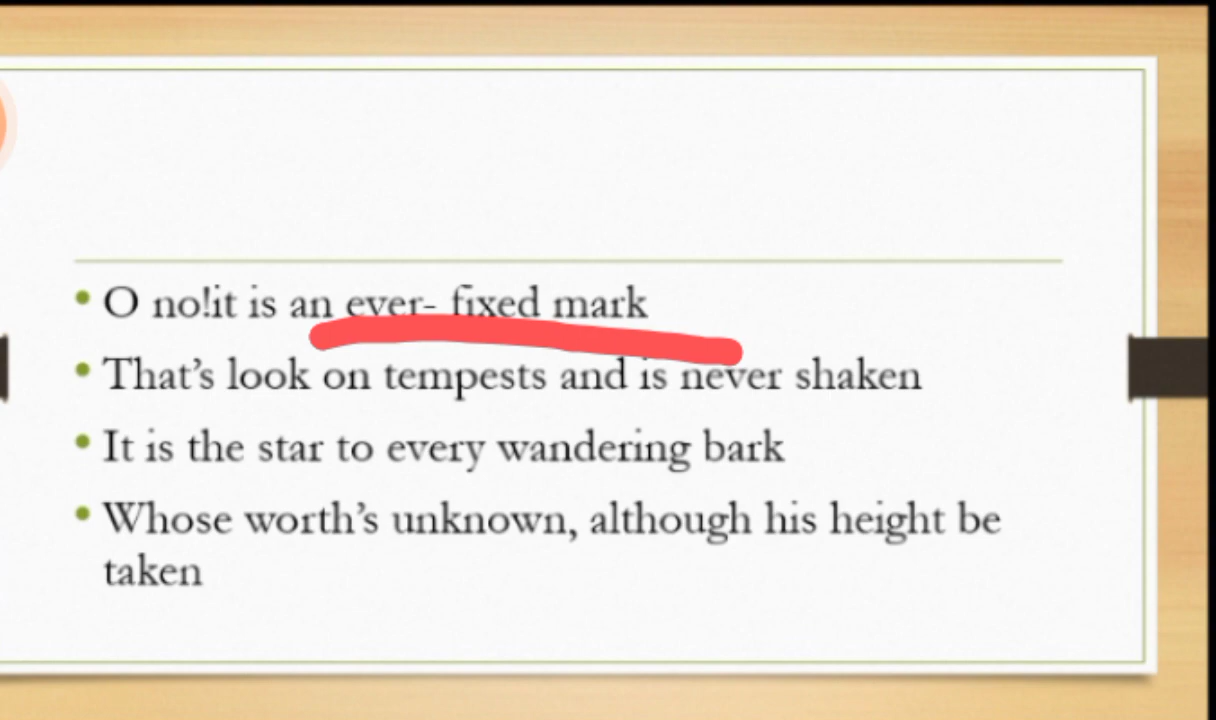 • O no!it is an ever- fixed mark
• That’s look on tempests and is never shaken
• It is the star to every wandering bark
• Whose worth’s unknown, although his height be
taken